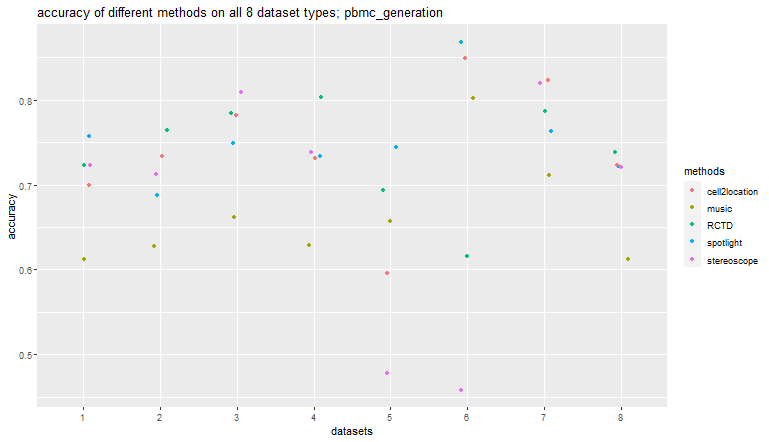 accuracy of different methods on all 8 dataset types; pbmc_generation
0.8
0.7
0.6
0.5
accuracy
1 2 3 4 5 6 7 8
datasets
methods
cell2location
music
RCTD
spotlight
stereoscope